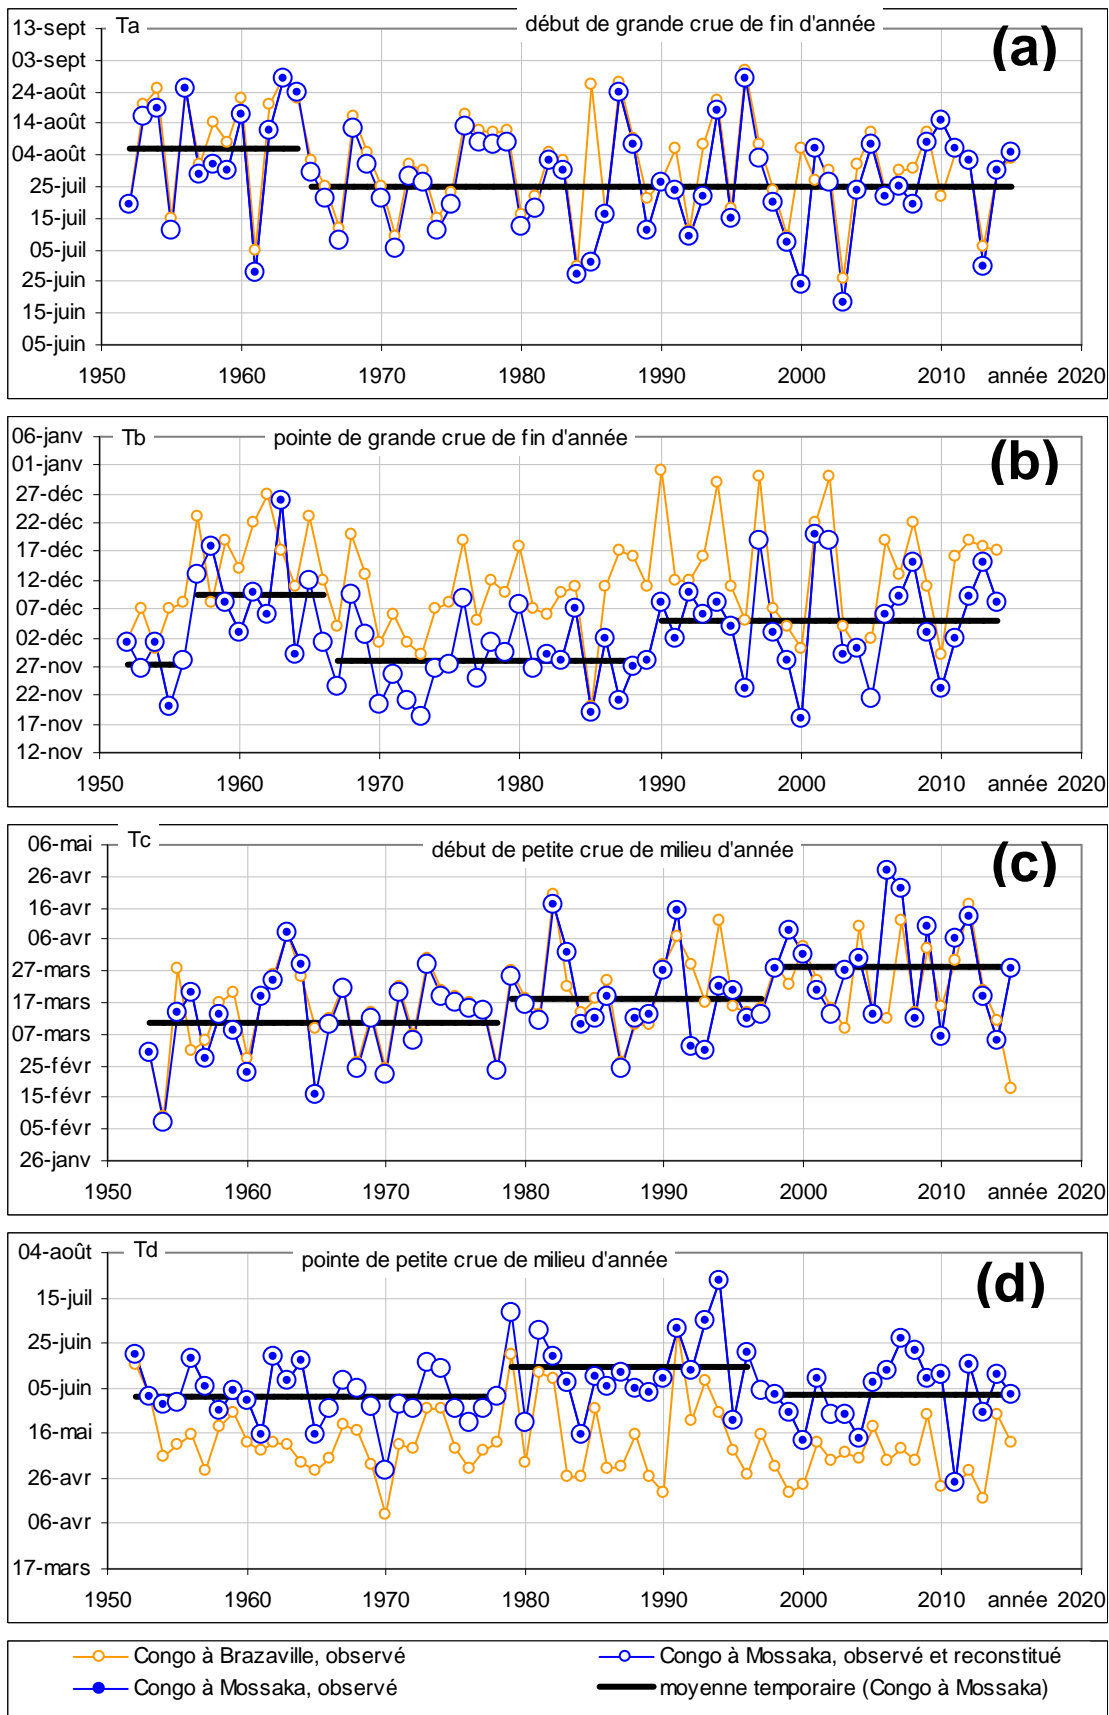 Ta
début de grande crue de fin d'année
(a)
13-sept
03-sept
24-août
14-août
04-août
25-juil
15-juil
05-juil
25-juin
15-juin
05-juin
1950 1960 1970 1980 1990 2000 2010 année 2020
Tb
pointe de grande crue de fin d'année
(b)
06-janv
01-janv
27-déc
22-déc
17-déc
12-déc
07-déc
02-déc
27-nov
22-nov
17-nov
12-nov
1950 1960 1970 1980 1990 2000 2010 année 2020
Tc
début de petite crue de milieu d'année
(c)
06-mai
26-avr
16-avr
06-avr
27-mars
17-mars
07-mars
25-févr
15-févr
05-févr
26-janv
1950 1960 1970 1980 1990 2000 2010 année 2020
Td
pointe de petite crue de milieu d'année
(d)
04-août
15-juil
25-juin
05-juin
16-mai
26-avr
06-avr
17-mars
1950 1960 1970 1980 1990 2000 2010 année 2020
Congo à Brazaville, observé
Congo à Mossaka, observé et reconstitué
Congo à Mossaka, observé
moyenne temporaire (Congo à Mossaka)